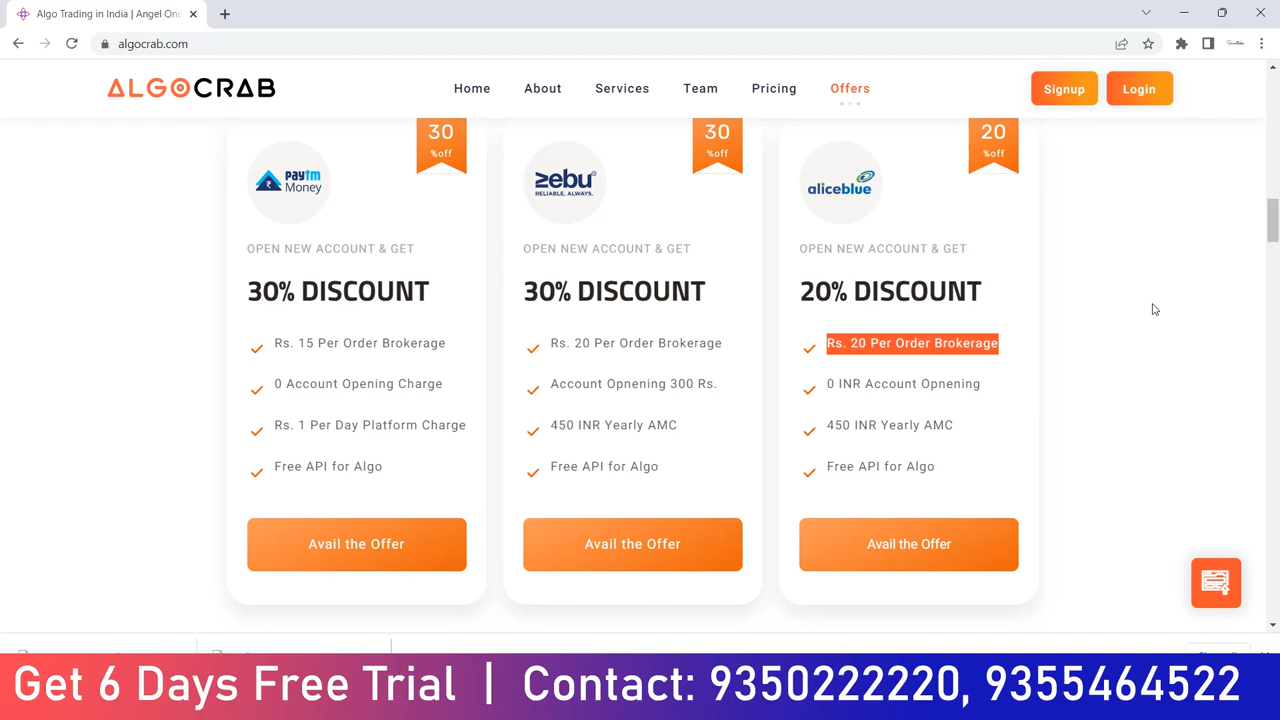 Algo Trading in India | Angel One
algocrab.com
ALGOCRAB
Home
About
Services
Team
Pricing
Offers
Signup
Login
30
%off
paytm
Money
OPEN NEW ACCOUNT & GET
30% DISCOUNT
Rs. 15 Per Order Brokerage
0 Account Opening Charge
Rs. 1 Per Day Platform Charge
Free API for Algo
Avail the Offer
30
%off
zebu
RELIABLE. ALWAYS.
OPEN NEW ACCOUNT & GET
30% DISCOUNT
Rs. 20 Per Order Brokerage
Account Opnening 300 Rs.
450 INR Yearly AMC
Free API for Algo
Avail the Offer
20
%off
aliceblue
OPEN NEW ACCOUNT & GET
20% DISCOUNT
Rs. 20 Per Order Brokerage
0 INR Account Opnening
450 INR Yearly AMC
Free API for Algo
Avail the Offer
Get 6 Days Free Trial | Contact: 9350222220, 9355464522